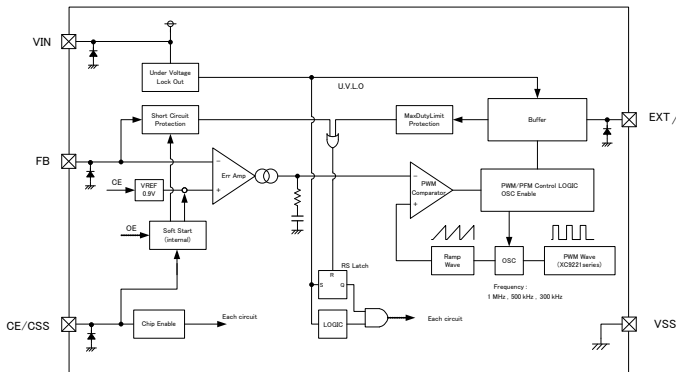 VIN
Under Voltage
Lock Out
U.V.L.O
Short Circuit
Protection
MaxDutyLimit
Protection
Buffer
EXT/
FB
CE
VREF
0.9V
−
+
Err Amp
−
+
PWM
Comparator
PWM/PFM Control LOGIC
OSC Enable
OE
Soft Start
(internal)
Ramp
Wave
OSC
PWM Wave
(XC9221series)
RS Latch
R
S
Q
Frequency :
1 MHz , 500 kHz , 300 kHz
CE/CSS
Chip Enable
Each circuit
LOGIC
Each circuit
VSS